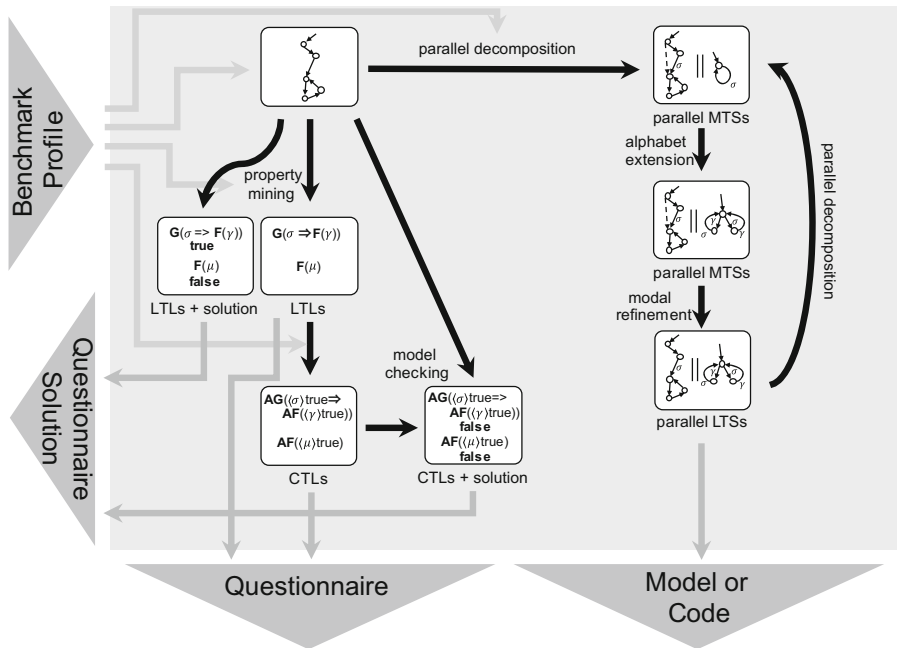 Benchmark
Profile
parallel decomposition
σ
||
σ
parallel MTSs
alphabet
extension
σ
||
γ
σ
σ
γ
parallel MTSs
modal
refinement
σ
||
γ
σ
σ
γ
parallel LTSs
parallel decomposition
property
mining
G(σ => F(γ))
true
F(μ)
false
LTLs + solution
G(σ ⇒ F(γ))
F(μ)
LTLs
model
checking
AG(⟨σ⟩true⇒
AF(⟨γ⟩true))
AF(⟨μ⟩true)
CTLs
AG(⟨σ⟩true=>
AF(⟨γ⟩true))
false
AF(⟨μ⟩true)
false
CTLs + solution
Questionnaire
Solution
Questionnaire
Model or
Code